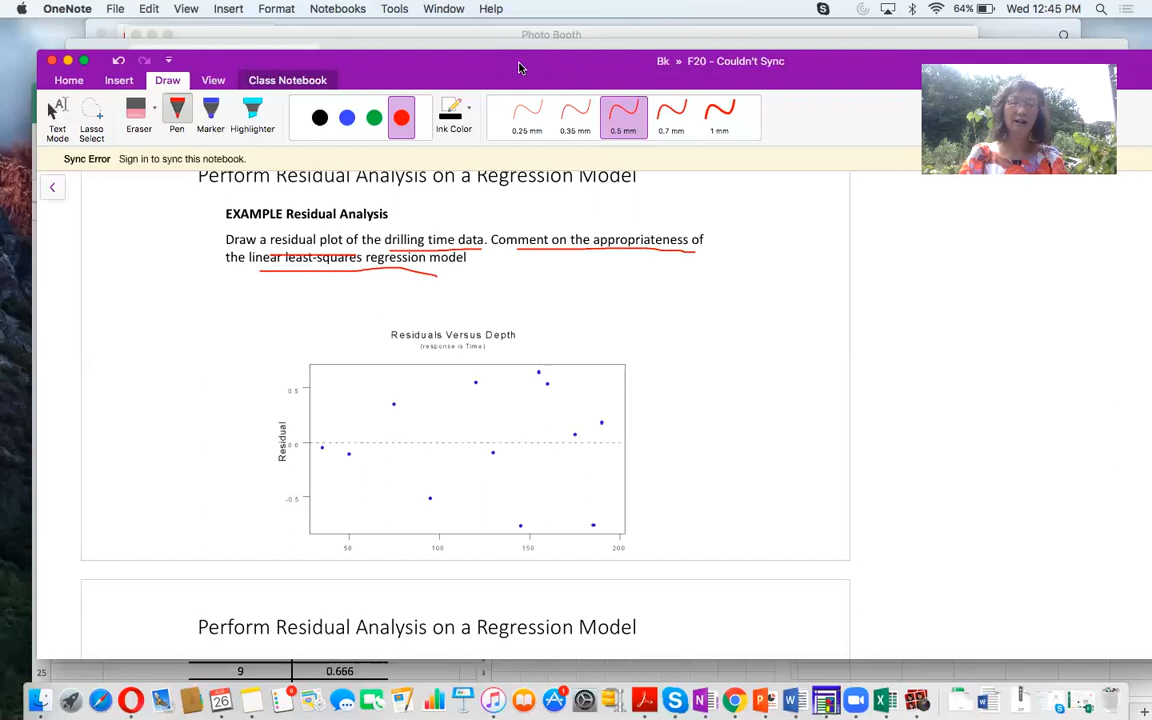 OneNote File Edit View Insert Format Notebooks Tools Window Help 64% Wed 12:45 PM
Photo Booth
Bk » F20 - Couldn't Sync
Home Insert Draw View Class Notebook
Text Mode
Lasso Select
Eraser
Pen
Marker
Highlighter
Ink Color
0.25 mm
0.35 mm
0.5 mm
0.7 mm
1 mm
Sync Error Sign in to sync this notebook.
Perform Residual Analysis on a Regression Model
EXAMPLE Residual Analysis
Draw a residual plot of the drilling time data. Comment on the appropriateness of
the linear least-squares regression model
Residuals Versus Depth
(response is Time)
0.5
0.0
-0.5
Residual
50 100 150 200
Perform Residual Analysis on a Regression Model
25 9 0.666